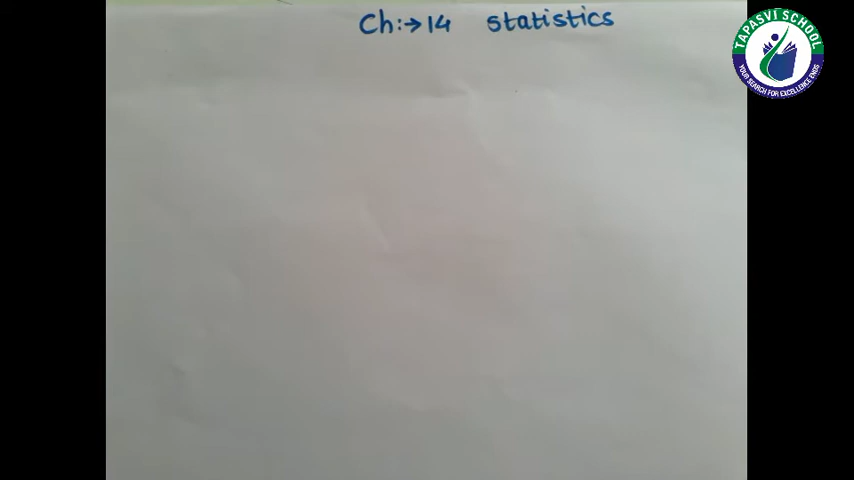 Ch:→14 statistics
TAPASVI SCHOOL
YOUR SEARCH FOR EXCELLENCE ENDS